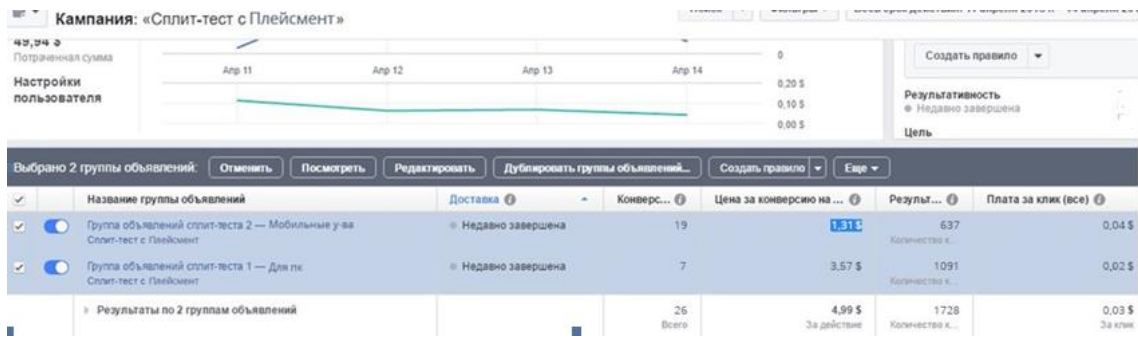 Кампания: «Сплит-тест с Плейсмент»
49,94 $
Потраченная сумма
Настройки
пользователя
Апр 11 Апр 12 Апр 13 Апр 14
0
0,20 $
0,10 $
0,00 $
Создать правило
Результативность
Недавно завершена
Цель
Выбрано 2 группы объявлений: Отменить Посмотреть Редактировать Дублировать группы объявлений... Создать правило Еще
Название группы объявлений Доставка Конверс... Цена за конверсию на ... Результ... Плата за клик (все)
Группа объявлений сплит-теста 2 — Мобильные у-ва Недавно завершена 19 1,31 $ 637 0,04 $
Сплит-тест с Плейсмент Количество к...
Группа объявлений сплит-теста 1 — Для пк Недавно завершена 7 3,57 $ 1091 0,02 $
Сплит-тест с Плейсмент Количество к...
Результаты по 2 группам объявлений 26 4,99 $ 1728 0,03 $
Всего За действие Количество к... За клик